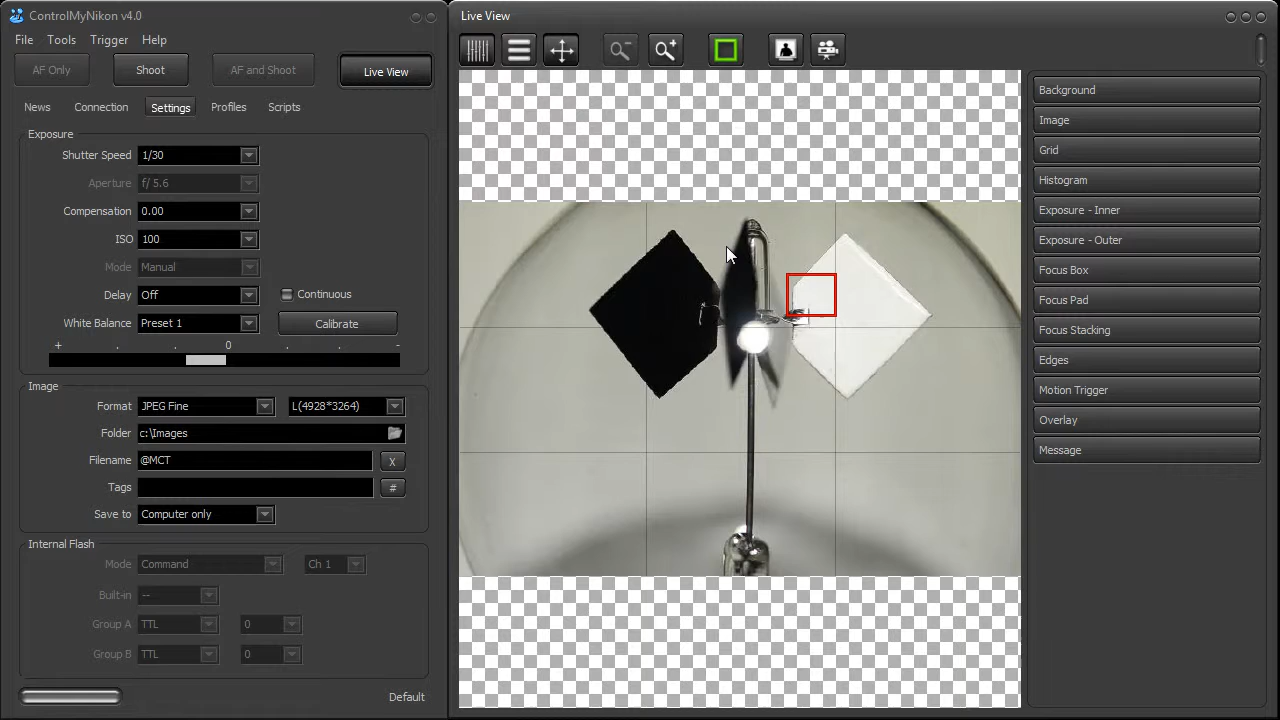 ControlMyNikon v4.0
File Tools Trigger Help
AF Only Shoot AF and Shoot Live View
News Connection Settings Profiles Scripts
Exposure
Shutter Speed 1/30
Aperture f/ 5.6
Compensation 0.00
ISO 100
Mode Manual
Delay Off Continuous
White Balance Preset 1 Calibrate
+ . . 0 . . -
Image
Format JPEG Fine L(4928*3264)
Folder c:\Images
Filename @MCT X
Tags #
Save to Computer only
Internal Flash
Mode Command Ch 1
Built-in --
Group A TTL 0
Group B TTL 0
Default
Live View
Background
Image
Grid
Histogram
Exposure - Inner
Exposure - Outer
Focus Box
Focus Pad
Focus Stacking
Edges
Motion Trigger
Overlay
Message